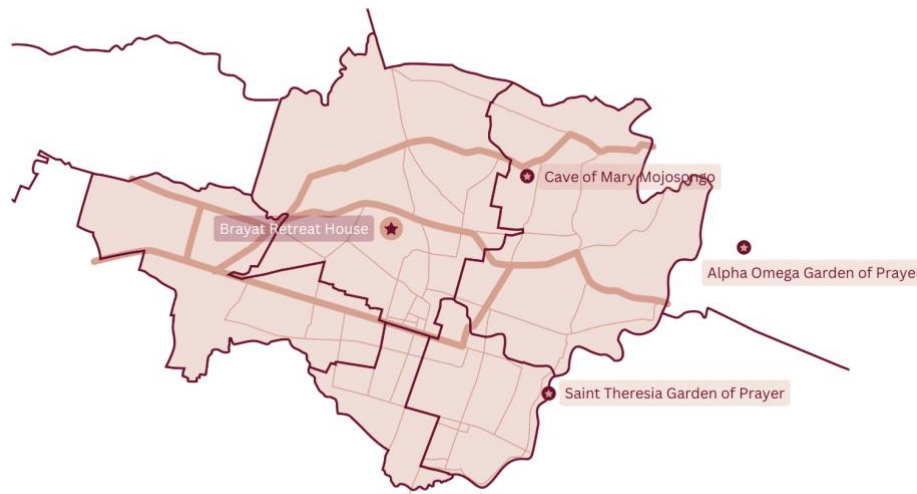 Cave of Mary Mojosongo
Brayat Retreat House
Alpha Omega Garden of Praye
Saint Theresia Garden of Prayer